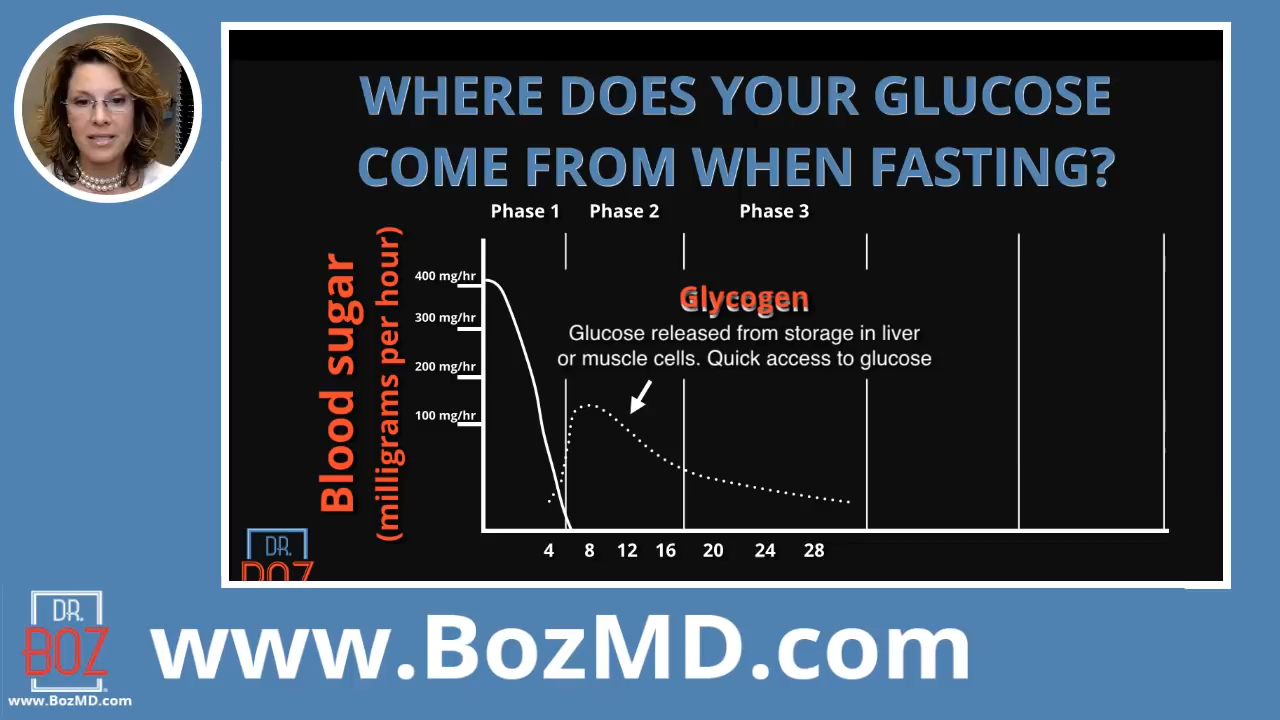 WHERE DOES YOUR GLUCOSE
COME FROM WHEN FASTING?
Phase 1 Phase 2 Phase 3
Blood sugar
(milligrams per hour)
400 mg/hr
300 mg/hr
200 mg/hr
100 mg/hr
Glycogen
Glucose released from storage in liver
or muscle cells. Quick access to glucose
4 8 12 16 20 24 28
DR.
BOZ
DR.
BOZ
www.BozMD.com
www.BozMD.com